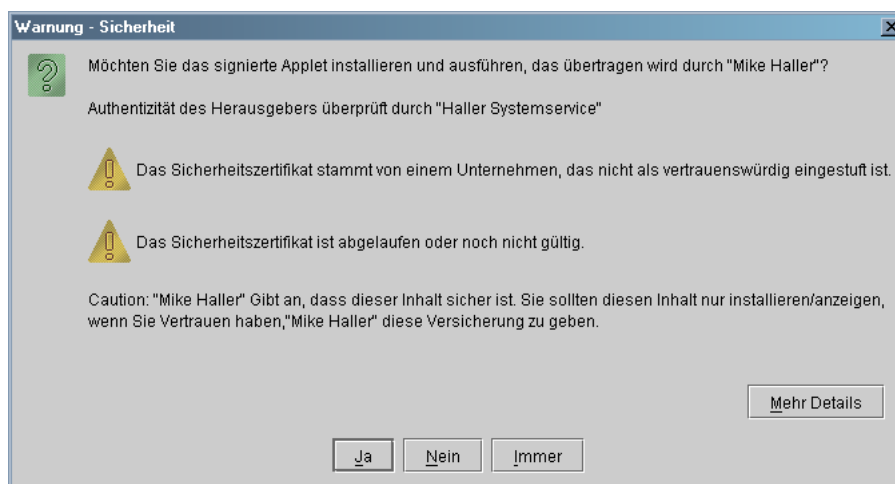 Warnung - Sicherheit
Möchten Sie das signierte Applet installieren und ausführen, das übertragen wird durch "Mike Haller"?
Authentizität des Herausgebers überprüft durch "Haller Systemservice"
Das Sicherheitszertifikat stammt von einem Unternehmen, das nicht als vertrauenswürdig eingestuft ist.
Das Sicherheitszertifikat ist abgelaufen oder noch nicht gültig.
Caution: "Mike Haller" Gibt an, dass dieser Inhalt sicher ist. Sie sollten diesen Inhalt nur installieren/anzeigen,
wenn Sie Vertrauen haben,"Mike Haller" diese Versicherung zu geben.
Mehr Details
Ja Nein Immer